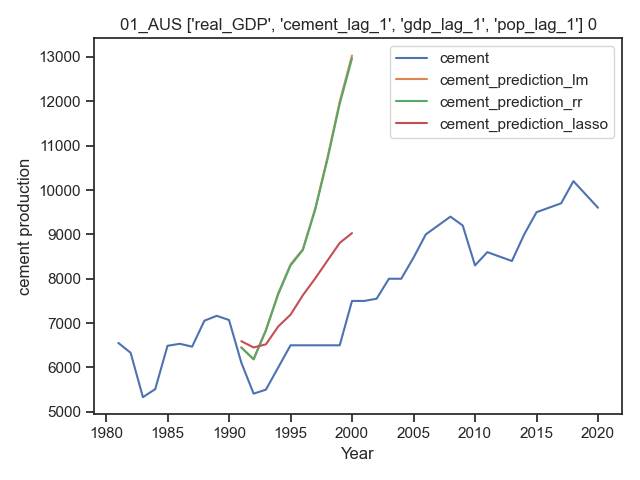 01_AUS ['real_GDP', 'cement_lag_1', 'gdp_lag_1', 'pop_lag_1'] 0
cement
cement_prediction_lm
cement_prediction_rr
cement_prediction_lasso
13000
12000
11000
10000
9000
8000
7000
6000
5000
cement production
1980 1985 1990 1995 2000 2005 2010 2015 2020
Year